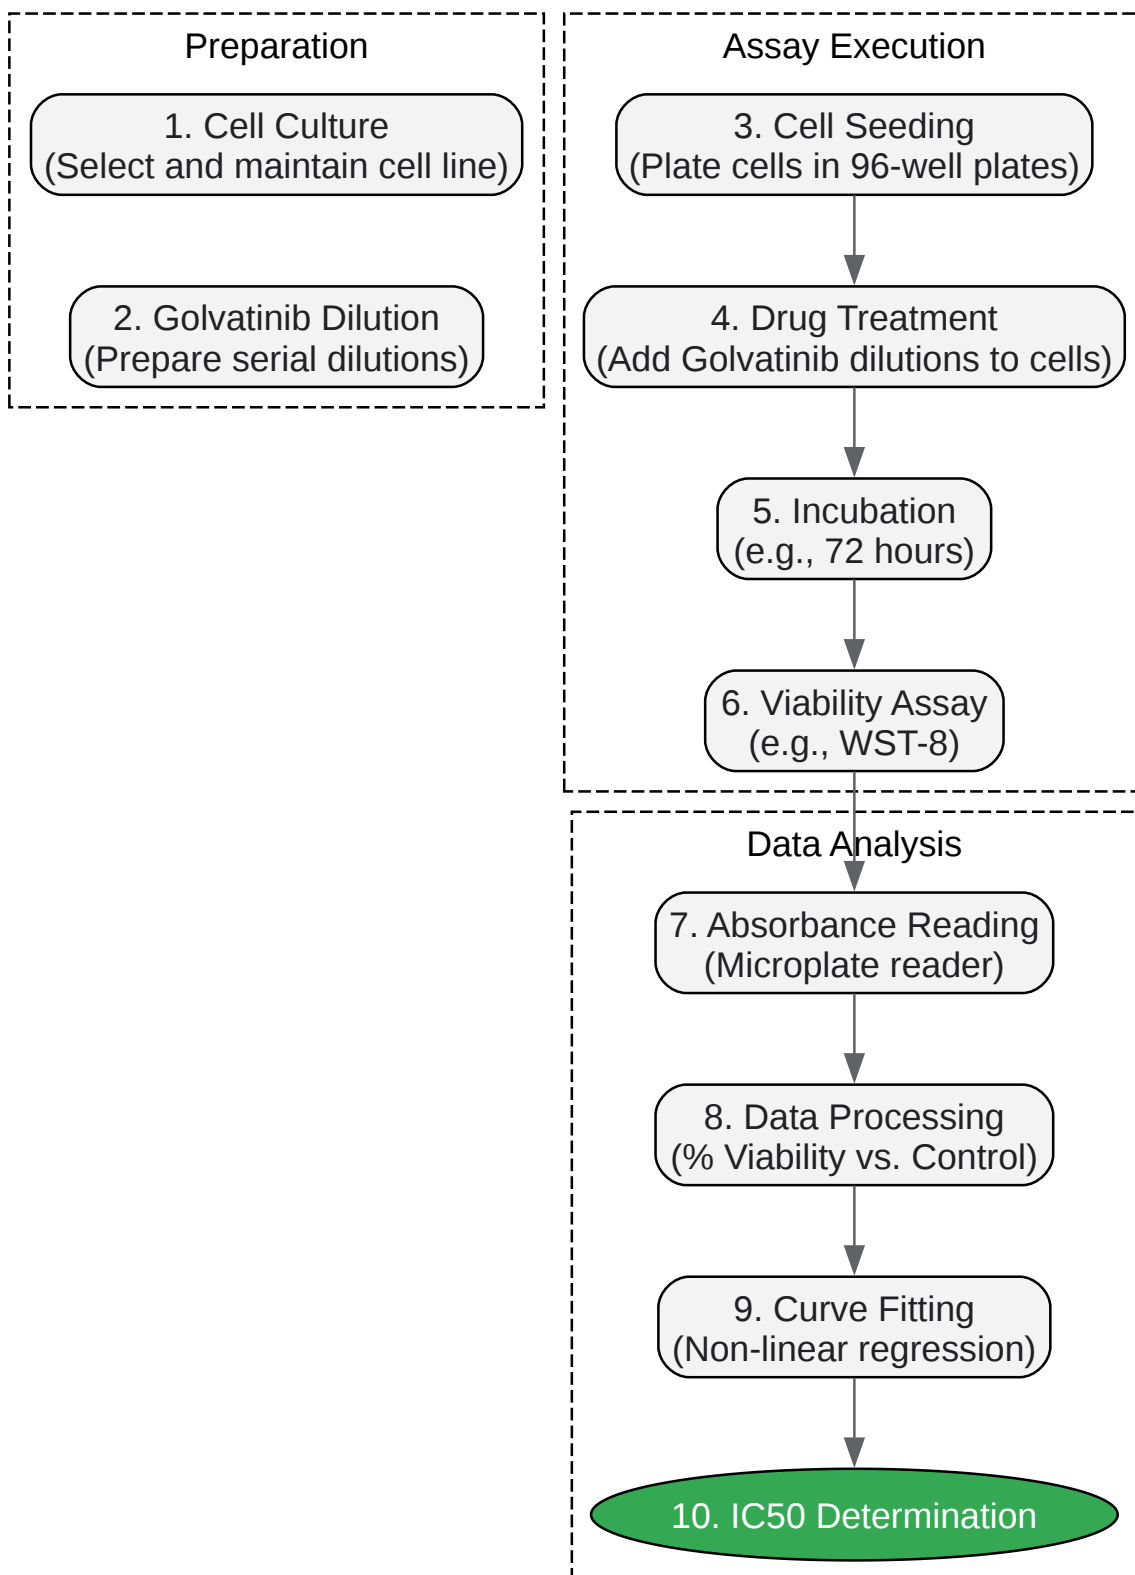 Preparation
1. Cell Culture
(Select and maintain cell line)
2. Golvatinib Dilution
(Prepare serial dilutions)
Assay Execution
3. Cell Seeding
(Plate cells in 96-well plates)
4. Drug Treatment
(Add Golvatinib dilutions to cells)
5. Incubation
(e.g., 72 hours)
6. Viability Assay
(e.g., WST-8)
Data Analysis
7. Absorbance Reading
(Microplate reader)
8. Data Processing
(% Viability vs. Control)
9. Curve Fitting
(Non-linear regression)
10. IC50 Determination